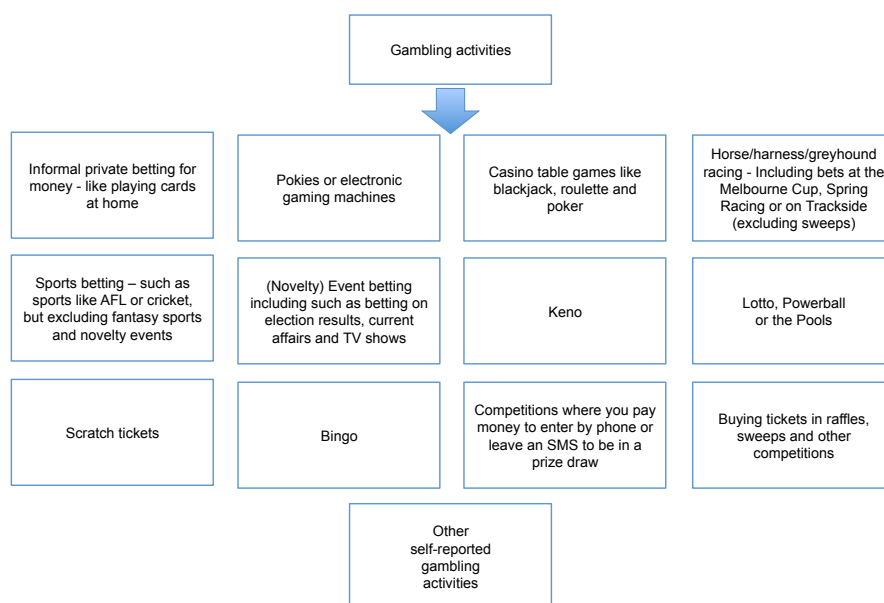 Gambling activities
Informal private betting for
money - like playing cards
at home
Pokies or electronic
gaming machines
Casino table games like
blackjack, roulette and
poker
Horse/harness/greyhound
racing - Including bets at the
Melbourne Cup, Spring
Racing or on Trackside
(excluding sweeps)
Sports betting – such as
sports like AFL or cricket,
but excluding fantasy sports
and novelty events
(Novelty) Event betting
including such as betting on
election results, current
affairs and TV shows
Keno
Lotto, Powerball
or the Pools
Scratch tickets
Bingo
Competitions where you pay
money to enter by phone or
leave an SMS to be in a
prize draw
Buying tickets in raffles,
sweeps and other
competitions
Other
self-reported
gambling
activities